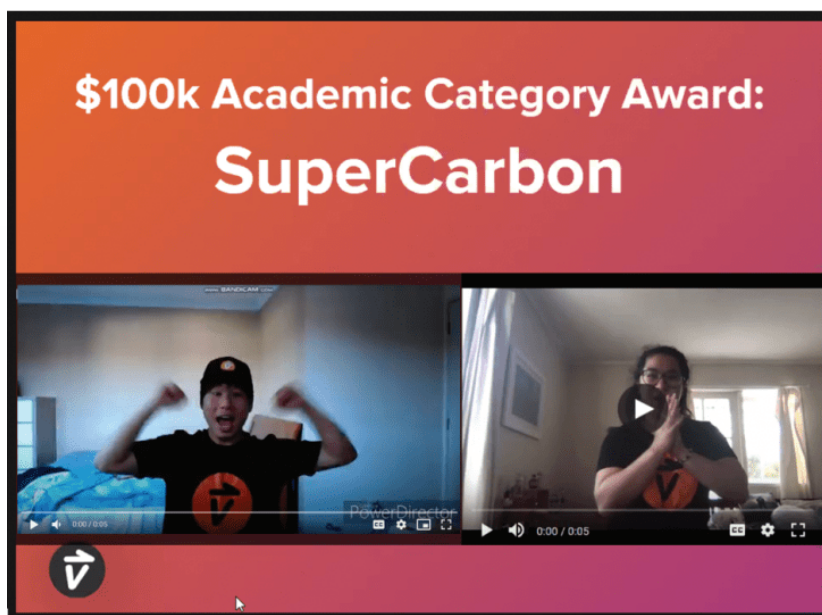 $100k Academic Category Award:
SuperCarbon
BANDICAM
PowerDirector
0:00 / 0:05
CC
0:00 / 0:05
CC